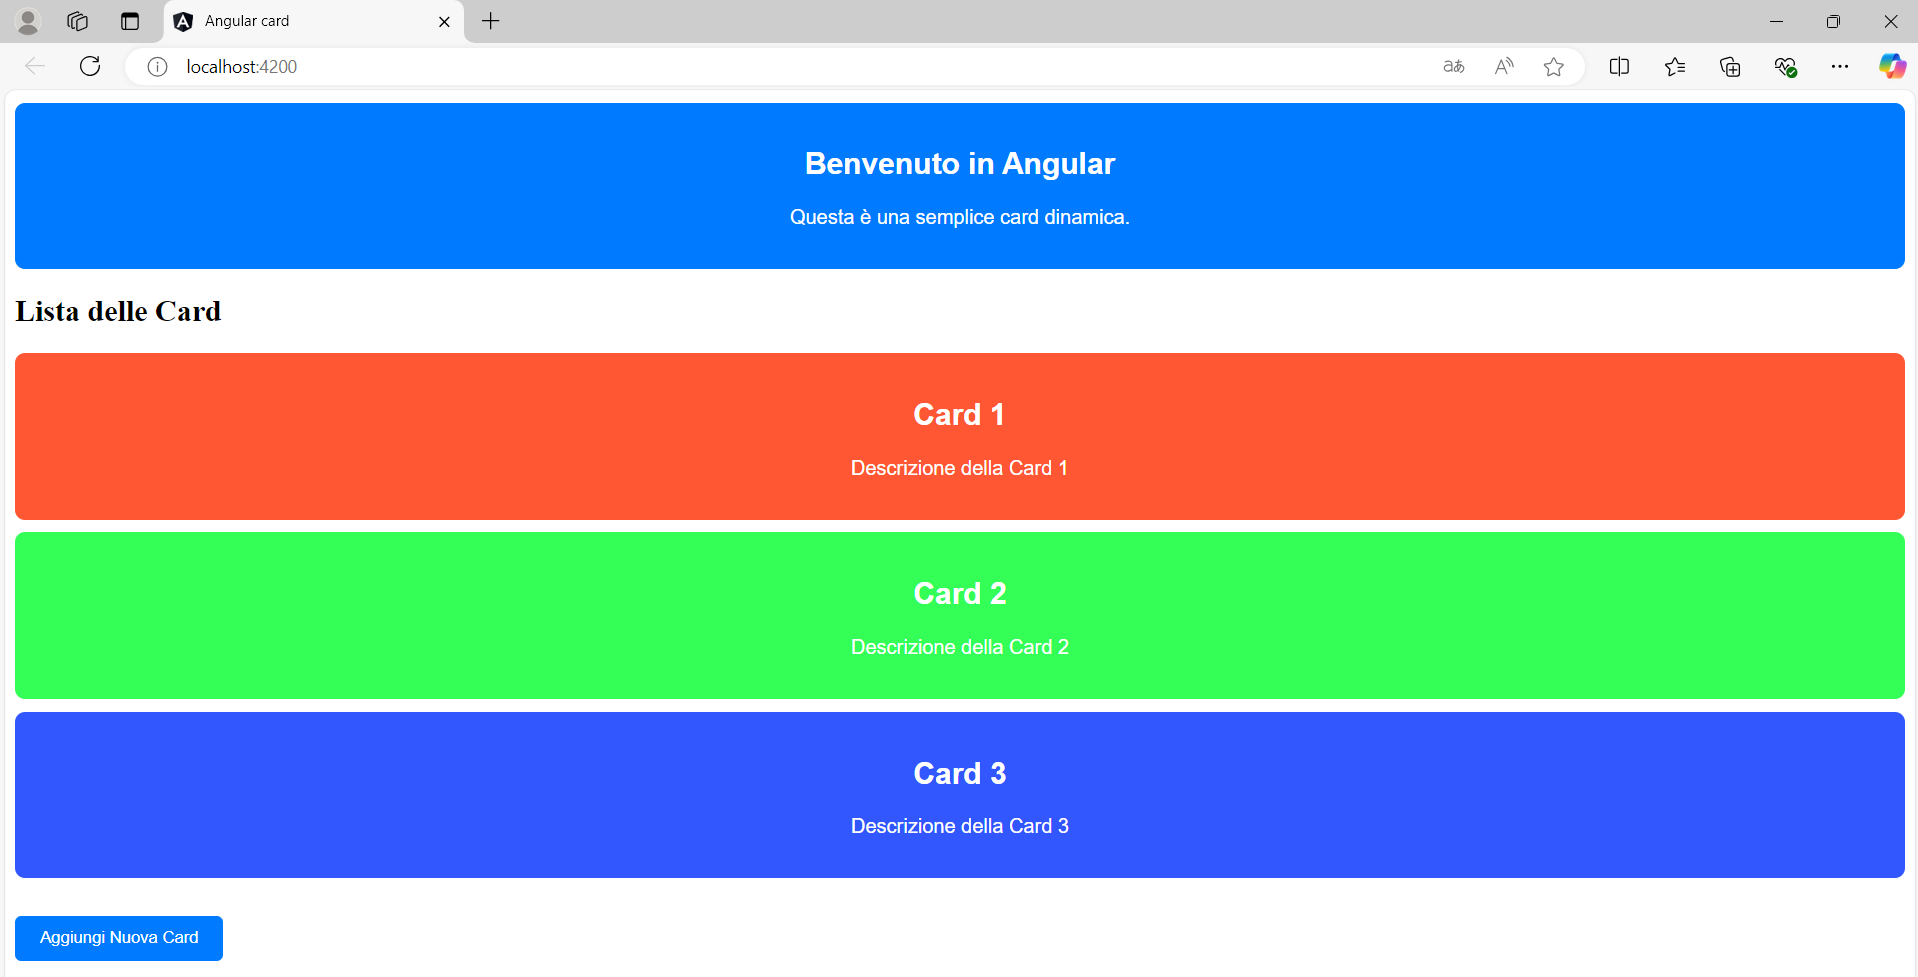 Angular card
localhost:4200
Benvenuto in Angular
Questa è una semplice card dinamica.
Lista delle Card
Card 1
Descrizione della Card 1
Card 2
Descrizione della Card 2
Card 3
Descrizione della Card 3
Aggiungi Nuova Card